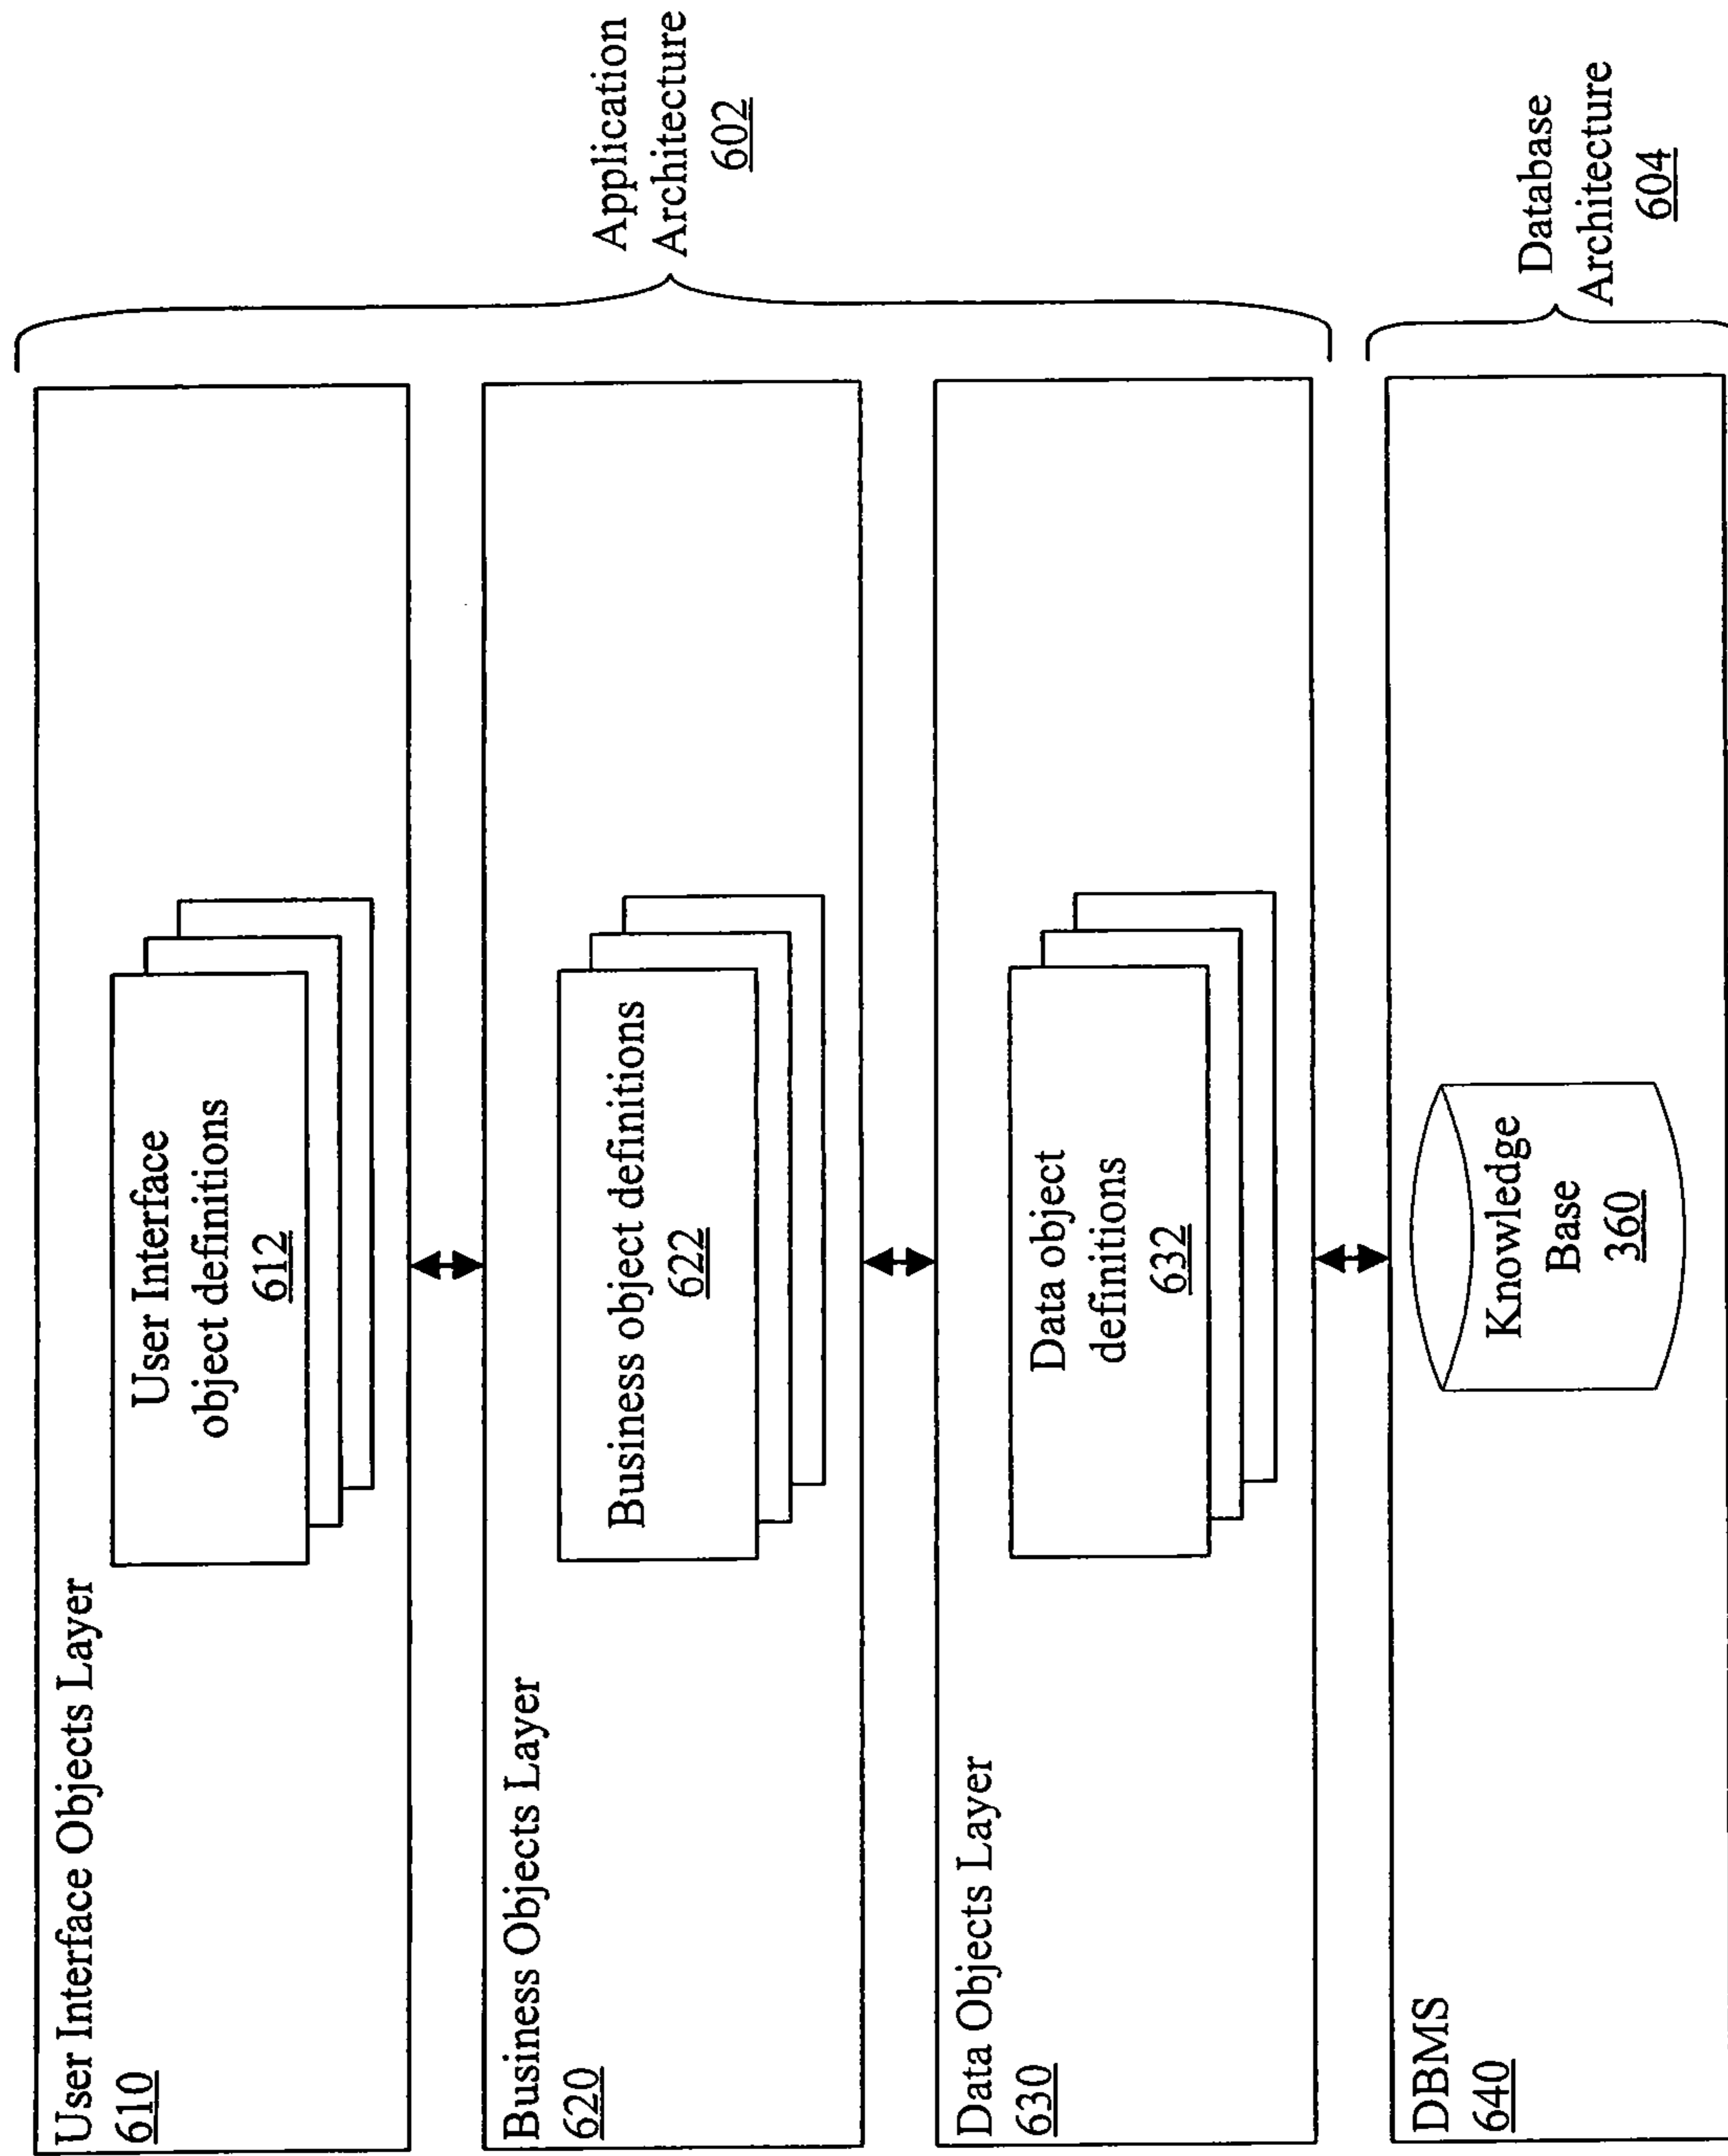 User Interface Objects Layer
610
User Interface
object definitions
612
Business Objects Layer
620
Business object definitions
622
Data Objects Layer
630
Data object
definitions
632
DBMS
640
Knowledge
Base
360
Application
Architecture
602
Database
Architecture
604